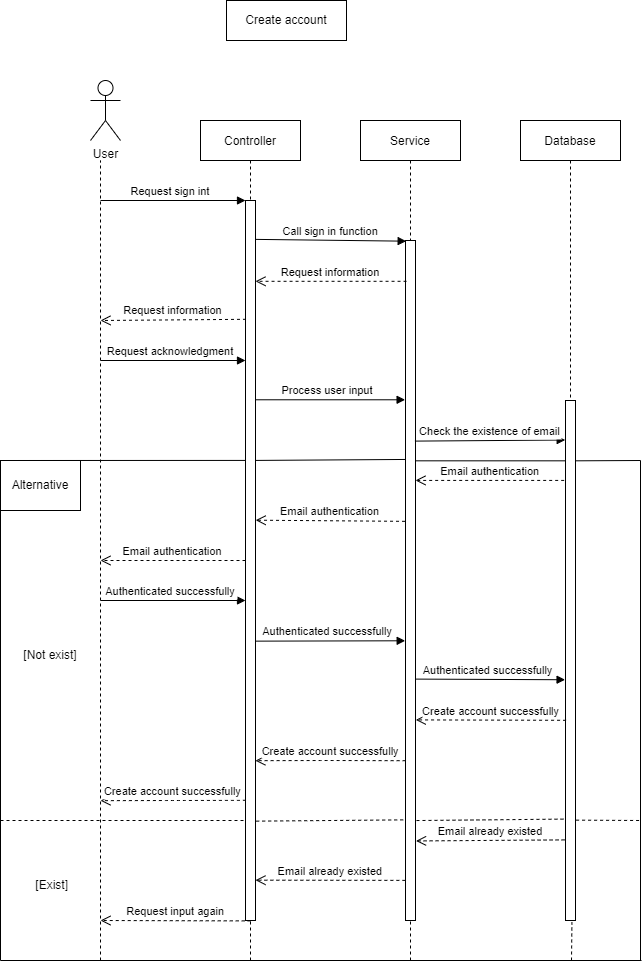 Create account
User
Controller
Service
Database
Request sign int
Call sign in function
Request information
Request information
Request acknowledgment
Process user input
Check the existence of email
Alternative
Email authentication
Email authentication
Email authentication
Authenticated successfully
Authenticated successfully
[Not exist]
Authenticated successfully
Create account successfully
Create account successfully
Create account successfully
Email already existed
Email already existed
[Exist]
Request input again